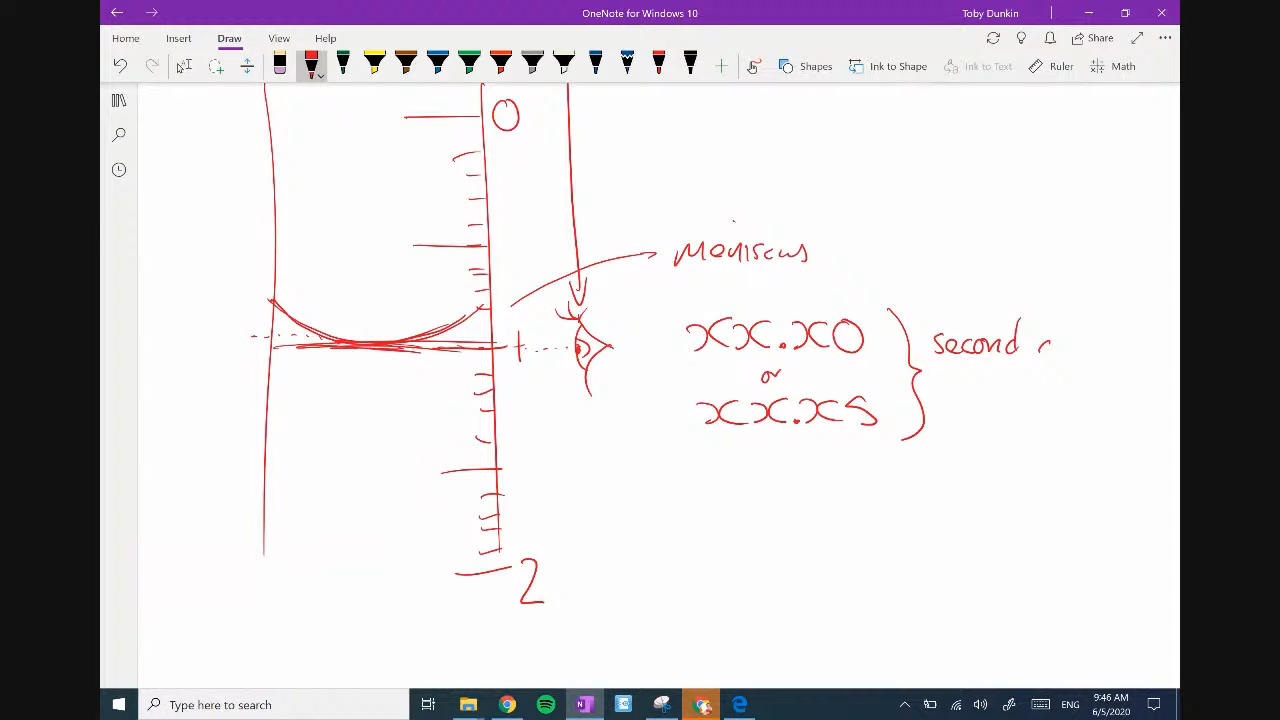 OneNote for Windows 10
Toby Dunkin
Home Insert Draw View Help
Share
Shapes Ink to Shape Ink to Text Ruler Math
0
Meniscus
xx.x0
or
xx.x5
second
1
2
Type here to search
ENG
9:46 AM
6/5/2020